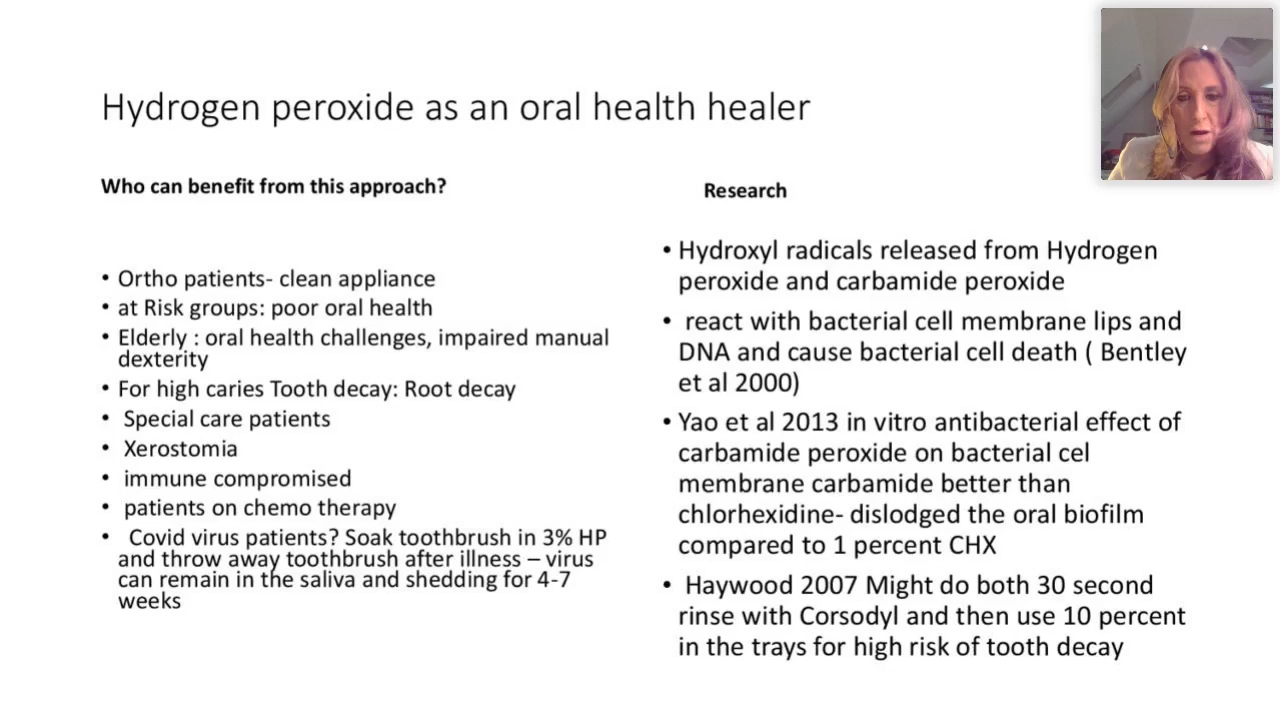 Hydrogen peroxide as an oral health healer
Who can benefit from this approach?
• Ortho patients- clean appliance
• at Risk groups: poor oral health
• Elderly : oral health challenges, impaired manual
dexterity
• For high caries Tooth decay: Root decay
• Special care patients
• Xerostomia
• immune compromised
• patients on chemo therapy
• Covid virus patients? Soak toothbrush in 3% HP
and throw away toothbrush after illness – virus
can remain in the saliva and shedding for 4-7
weeks
Research
• Hydroxyl radicals released from Hydrogen
peroxide and carbamide peroxide
• react with bacterial cell membrane lips and
DNA and cause bacterial cell death ( Bentley
et al 2000)
• Yao et al 2013 in vitro antibacterial effect of
carbamide peroxide on bacterial cel
membrane carbamide better than
chlorhexidine- dislodged the oral biofilm
compared to 1 percent CHX
• Haywood 2007 Might do both 30 second
rinse with Corsodyl and then use 10 percent
in the trays for high risk of tooth decay